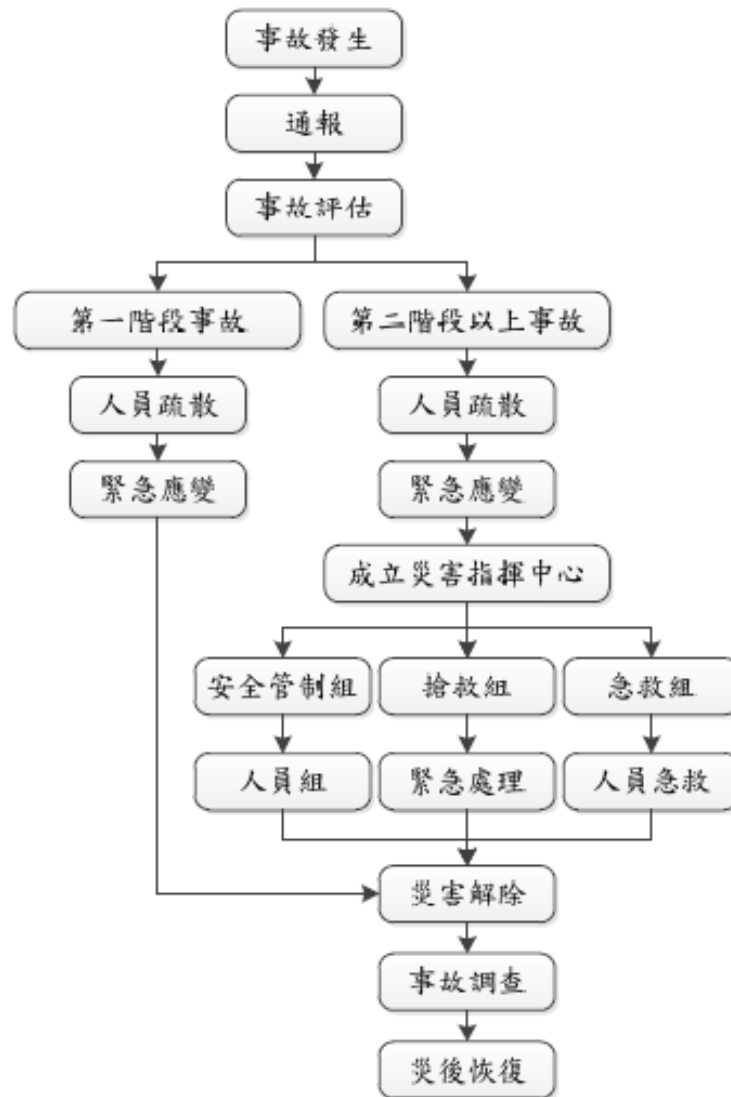 事故發生
通報
事故評估
第一階段事故
第二階段以上事故
人員疏散
人員疏散
緊急應變
緊急應變
成立災害指揮中心
安全管制組
搶救組
急救組
人員組
緊急處理
人員急救
災害解除
事故調查
災後恢復